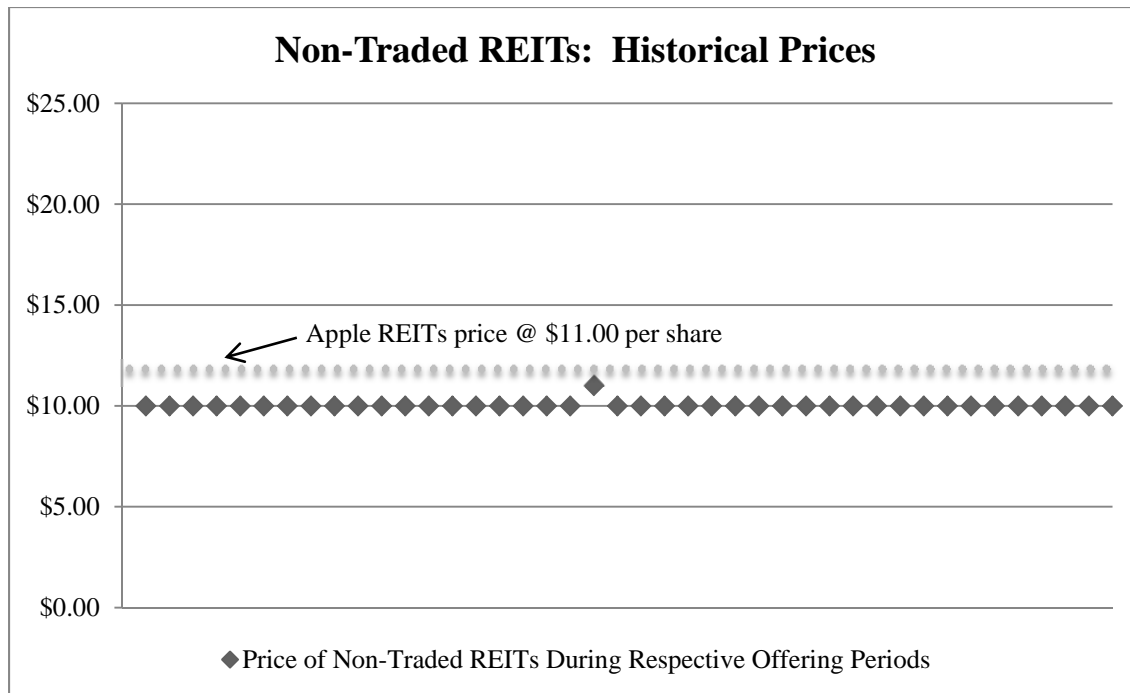 Non-Traded REITs: Historical Prices
$25.00
$20.00
$15.00
Apple REITs price @ $11.00 per share
$10.00
$5.00
$0.00
Price of Non-Traded REITs During Respective Offering Periods